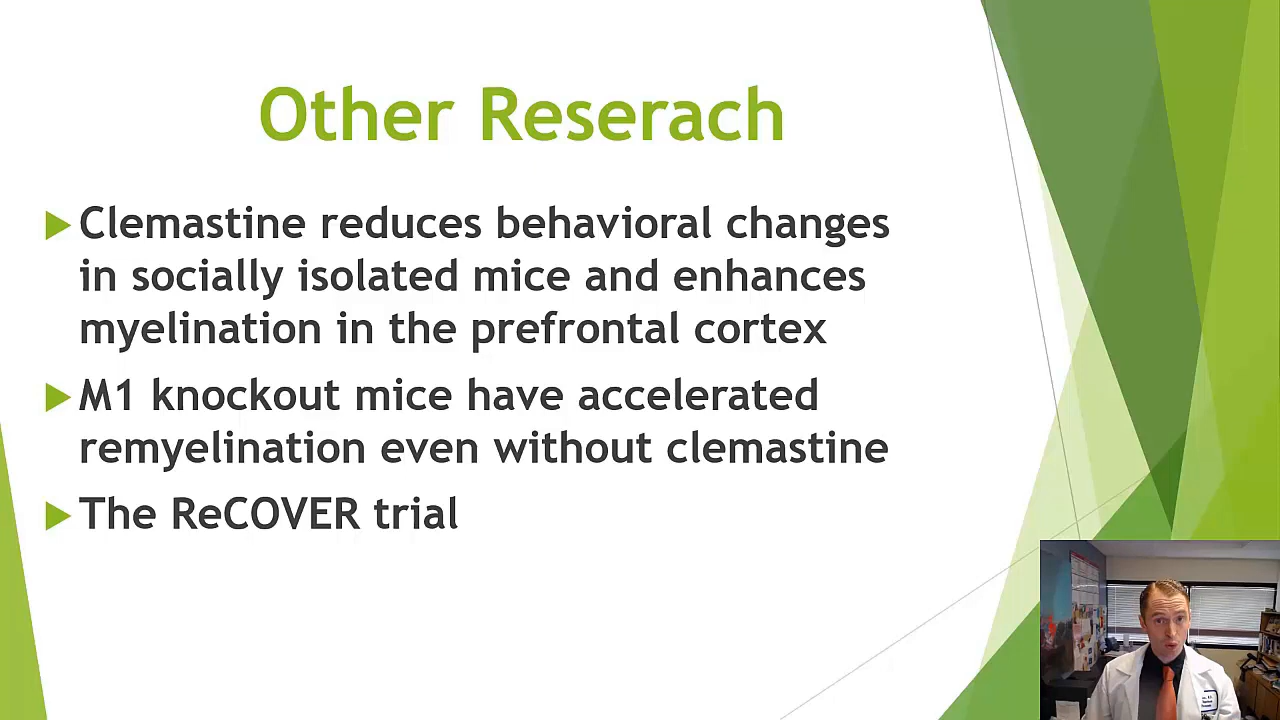 Other Reserach
Clemastine reduces behavioral changes
in socially isolated mice and enhances
myelination in the prefrontal cortex
M1 knockout mice have accelerated
remyelination even without clemastine
The ReCOVER trial